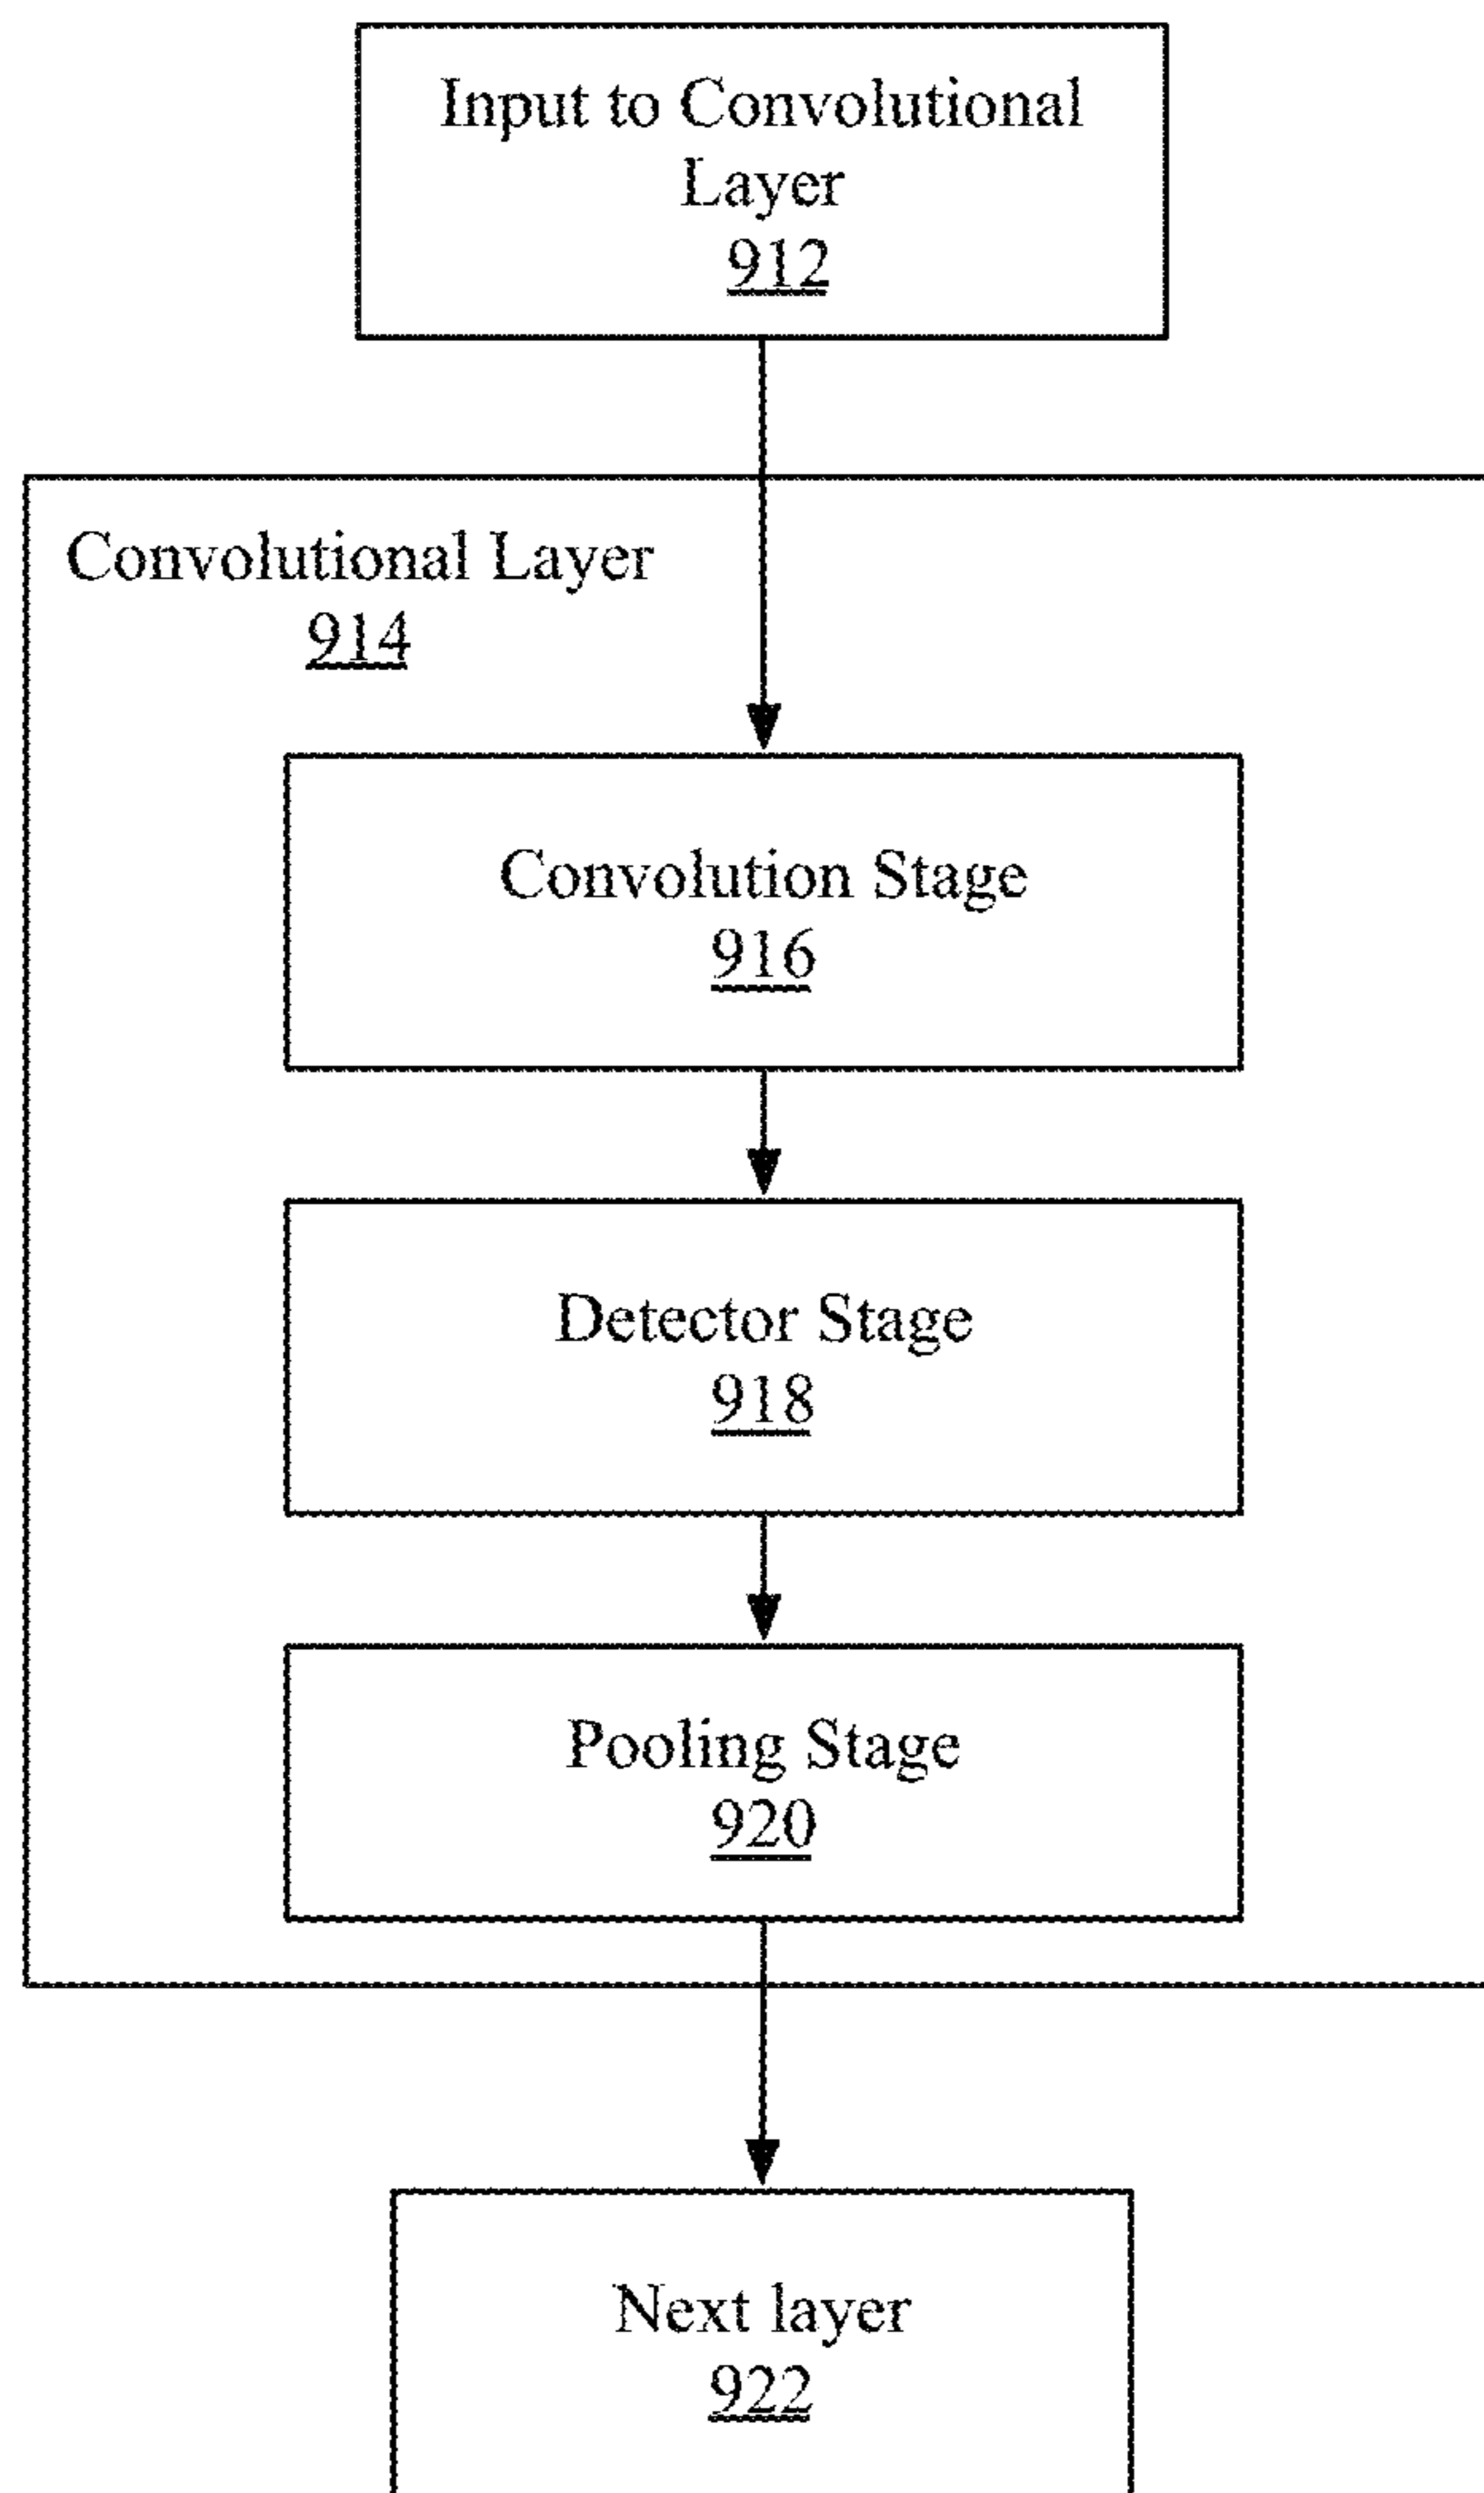 Input to Convolutional
Layer
912
Convolutional Layer
914
Convolution Stage
916
Detector Stage
918
Pooling Stage
920
Next layer
922